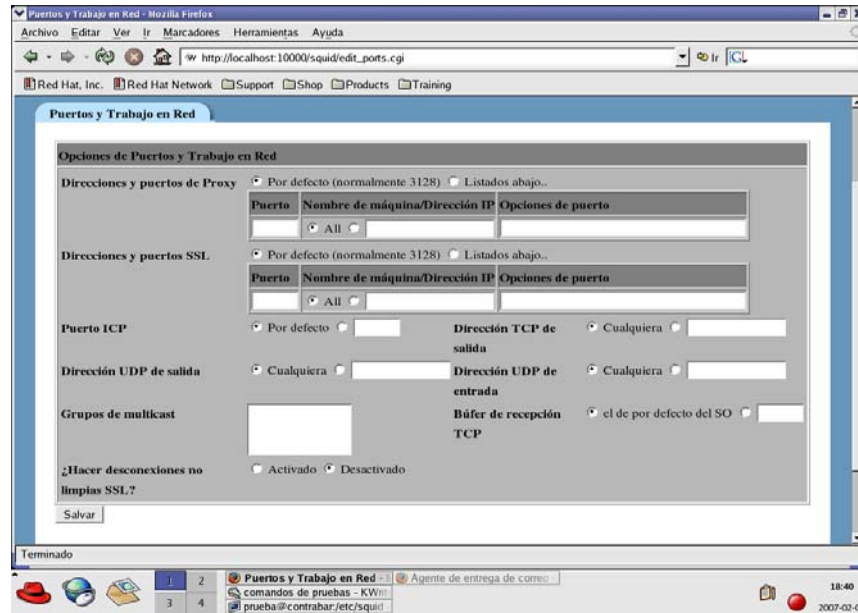 Puertos y Trabajo en Red - Mozilla Firefox
Archivo Editar Ver Ir Marcadores Herramientas Ayuda
http://localhost:10000/squid/edit_ports.cgi Ir
Red Hat, Inc. Red Hat Network Support Shop Products Training
Puertos y Trabajo en Red
Opciones de Puertos y Trabajo en Red
Direcciones y puertos de Proxy Por defecto (normalmente 3128) Listados abajo..
Puerto Nombre de máquina/Dirección IP Opciones de puerto
All
Direcciones y puertos SSL Por defecto (normalmente 3128) Listados abajo..
Puerto Nombre de máquina/Dirección IP Opciones de puerto
All
Puerto ICP Por defecto Dirección TCP de salida Cualquiera
Dirección UDP de salida Cualquiera Dirección UDP de entrada Cualquiera
Grupos de multicast Búfer de recepción TCP el de por defecto del SO
¿Hacer desconexiones no limpias SSL? Activado Desactivado
Salvar
Terminado
1 2 Puertos y Trabajo en Red - Agente de entrega de correo -
comandos de pruebas - KW
3 4 prueba@contrabar:/etc/squid
18:40